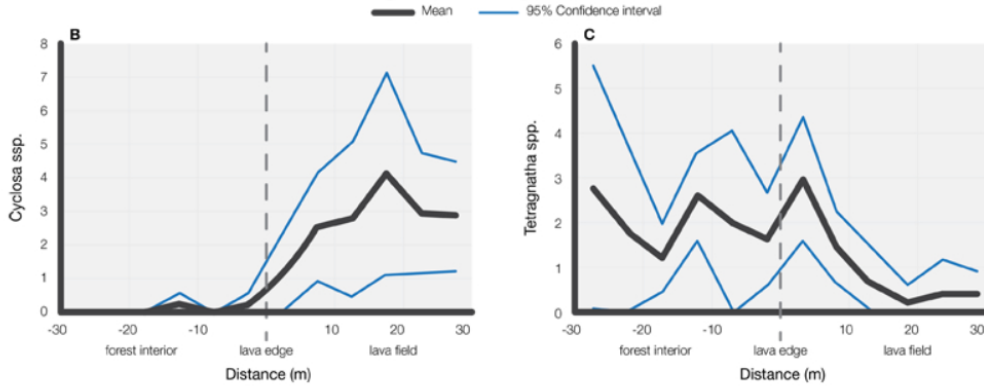 Mean 95% Confidence interval
B
8
7
6
5
4
3
2
1
0
Cyclosa ssp.
-30 -20 -10 10 20 30
forest interior lava edge lava field
Distance (m)
C
6
5
4
3
2
1
0
Tetragnatha spp.
-30 -20 -10 10 20 30
forest interior lava edge lava field
Distance (m)